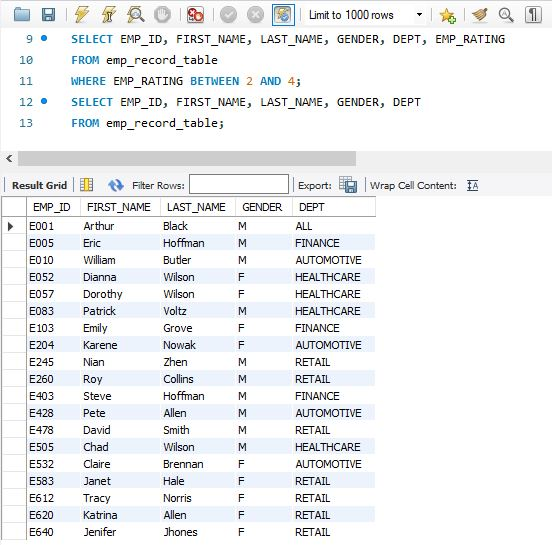 Limit to 1000 rows
9 SELECT EMP_ID, FIRST_NAME, LAST_NAME, GENDER, DEPT, EMP_RATING
10 FROM emp_record_table
11 WHERE EMP_RATING BETWEEN 2 AND 4;
12 SELECT EMP_ID, FIRST_NAME, LAST_NAME, GENDER, DEPT
13 FROM emp_record_table;
Result Grid Filter Rows: Export: Wrap Cell Content:
EMP_ID FIRST_NAME LAST_NAME GENDER DEPT
E001 Arthur Black M ALL
E005 Eric Hoffman M FINANCE
E010 William Butler M AUTOMOTIVE
E052 Dianna Wilson F HEALTHCARE
E057 Dorothy Wilson F HEALTHCARE
E083 Patrick Voltz M HEALTHCARE
E103 Emily Grove F FINANCE
E204 Karene Nowak F AUTOMOTIVE
E245 Nian Zhen M RETAIL
E260 Roy Collins M RETAIL
E403 Steve Hoffman M FINANCE
E428 Pete Allen M AUTOMOTIVE
E478 David Smith M RETAIL
E505 Chad Wilson M HEALTHCARE
E532 Claire Brennan F AUTOMOTIVE
E583 Janet Hale F RETAIL
E612 Tracy Norris F RETAIL
E620 Katrina Allen F RETAIL
E640 Jenifer Jhones F RETAIL